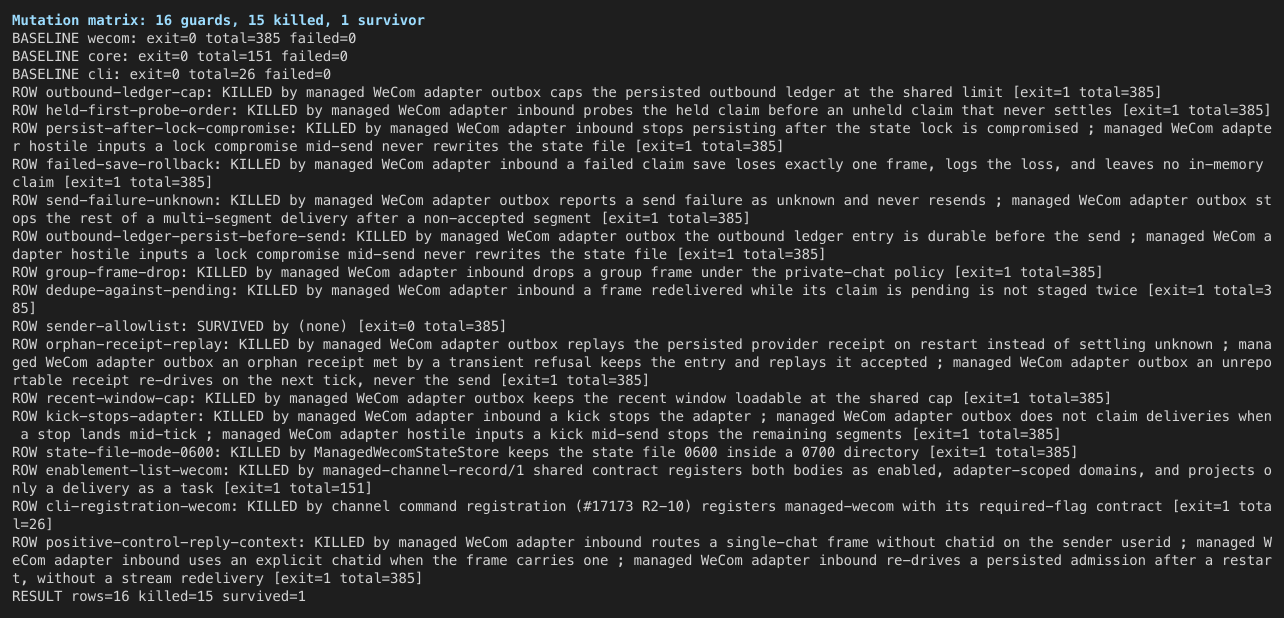 Mutation matrix: 16 guards, 15 killed, 1 survivor
BASELINE wecom: exit=0 total=385 failed=0
BASELINE core: exit=0 total=151 failed=0
BASELINE cli: exit=0 total=26 failed=0
ROW outbound-ledger-cap: KILLED by managed WeCom adapter outbox caps the persisted outbound ledger at the shared limit [exit=1 total=385]
ROW held-first-probe-order: KILLED by managed WeCom adapter inbound probes the held claim before an unheld claim that never settles [exit=1 total=385]
ROW persist-after-lock-compromise: KILLED by managed WeCom adapter inbound stops persisting after the state lock is compromised ; managed WeCom adapte
r hostile inputs a lock compromise mid-send never rewrites the state file [exit=1 total=385]
ROW failed-save-rollback: KILLED by managed WeCom adapter inbound a failed claim save loses exactly one frame, logs the loss, and leaves no in-memory
claim [exit=1 total=385]
ROW send-failure-unknown: KILLED by managed WeCom adapter outbox reports a send failure as unknown and never resends ; managed WeCom adapter outbox st
ops the rest of a multi-segment delivery after a non-accepted segment [exit=1 total=385]
ROW outbound-ledger-persist-before-send: KILLED by managed WeCom adapter outbox the outbound ledger entry is durable before the send ; managed WeCom a
dapter hostile inputs a lock compromise mid-send never rewrites the state file [exit=1 total=385]
ROW group-frame-drop: KILLED by managed WeCom adapter inbound drops a group frame under the private-chat policy [exit=1 total=385]
ROW dedupe-against-pending: KILLED by managed WeCom adapter inbound a frame redelivered while its claim is pending is not staged twice [exit=1 total=3
85]
ROW sender-allowlist: SURVIVED by (none) [exit=0 total=385]
ROW orphan-receipt-replay: KILLED by managed WeCom adapter outbox replays the persisted provider receipt on restart instead of settling unknown ; mana
ged WeCom adapter outbox an orphan receipt met by a transient refusal keeps the entry and replays it accepted ; managed WeCom adapter outbox an unrepo
rtable receipt re-drives on the next tick, never the send [exit=1 total=385]
ROW recent-window-cap: KILLED by managed WeCom adapter outbox keeps the recent window loadable at the shared cap [exit=1 total=385]
ROW kick-stops-adapter: KILLED by managed WeCom adapter inbound a kick stops the adapter ; managed WeCom adapter outbox does not claim deliveries when
 a stop lands mid-tick ; managed WeCom adapter hostile inputs a kick mid-send stops the remaining segments [exit=1 total=385]
ROW state-file-mode-0600: KILLED by ManagedWecomStateStore keeps the state file 0600 inside a 0700 directory [exit=1 total=385]
ROW enablement-list-wecom: KILLED by managed-channel-record/1 shared contract registers both bodies as enabled, adapter-scoped domains, and projects o
nly a delivery as a task [exit=1 total=151]
ROW cli-registration-wecom: KILLED by channel command registration (#17173 R2-10) registers managed-wecom with its required-flag contract [exit=1 tota
l=26]
ROW positive-control-reply-context: KILLED by managed WeCom adapter inbound routes a single-chat frame without chatid on the sender userid ; managed W
eCom adapter inbound uses an explicit chatid when the frame carries one ; managed WeCom adapter inbound re-drives a persisted admission after a restar
t, without a stream redelivery [exit=1 total=385]
RESULT rows=16 killed=15 survived=1